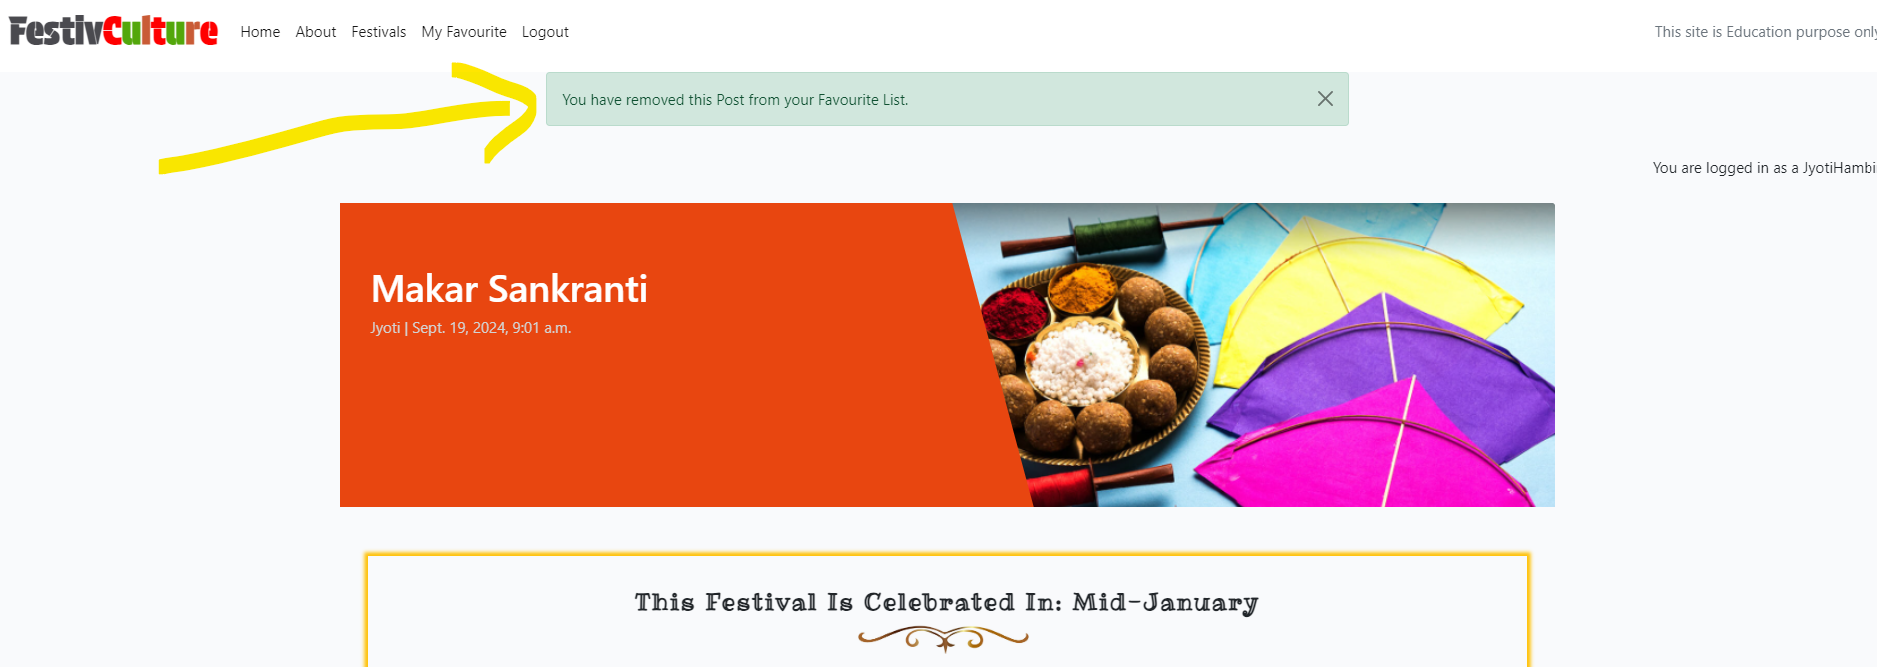 FestivCulture Home About Festivals My Favourite Logout This site is Education purpose only
You have removed this Post from your Favourite List.
You are logged in as a JyotiHambi
Makar Sankranti
Jyoti | Sept. 19, 2024, 9:01 a.m.
This Festival Is Celebrated In: Mid-January